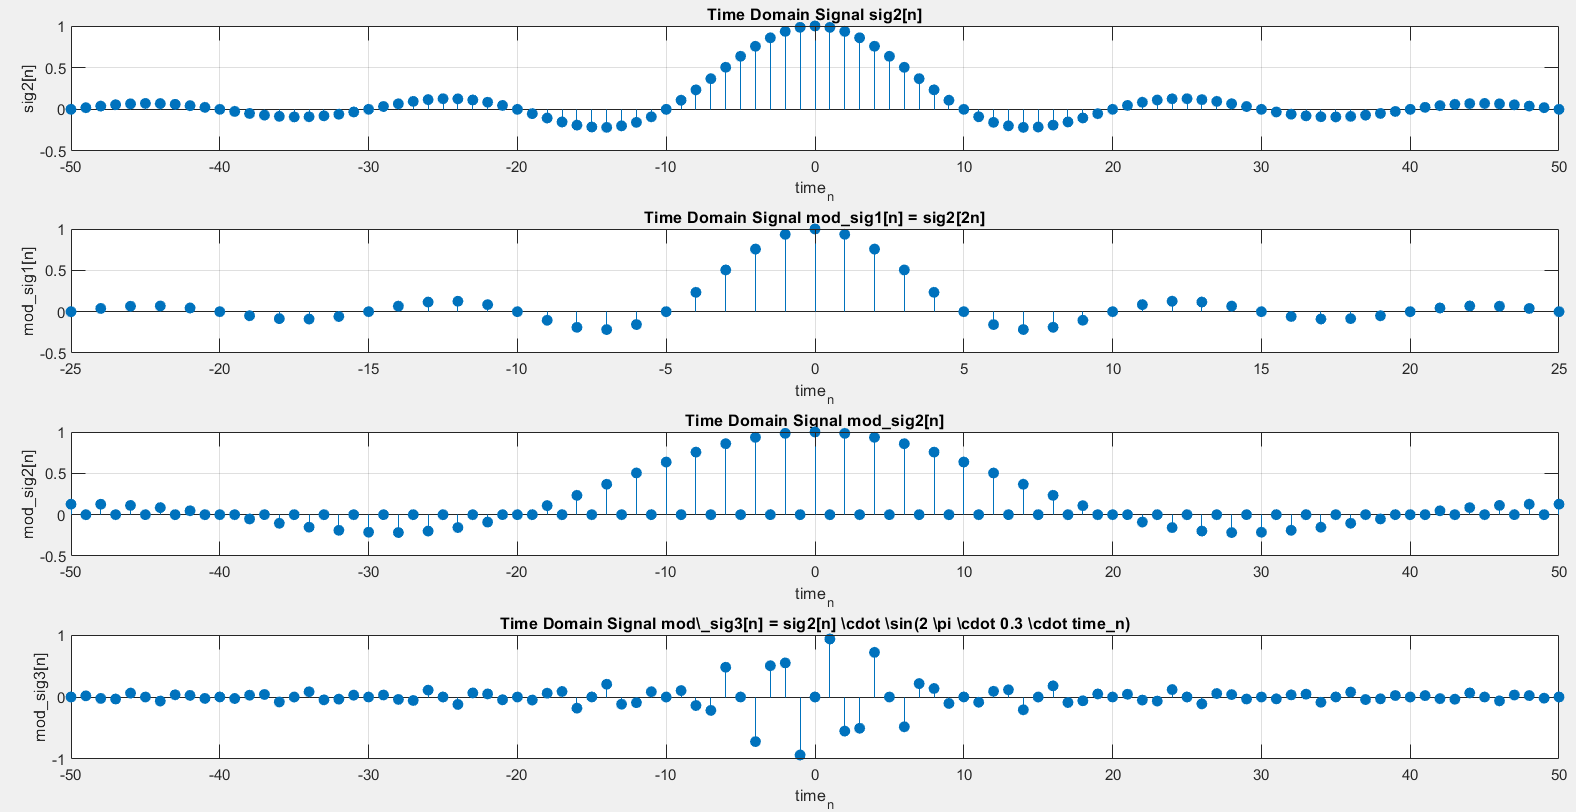 Time Domain Signal sig2[n]
sig2[n]
1
0.5
0
-0.5
-50 -40 -30 -20 -10 0 10 20 30 40 50
time_n
Time Domain Signal mod_sig1[n] = sig2[2n]
mod_sig1[n]
1
0.5
0
-0.5
-25 -20 -15 -10 -5 0 5 10 15 20 25
time_n
Time Domain Signal mod_sig2[n]
mod_sig2[n]
1
0.5
0
-0.5
-50 -40 -30 -20 -10 0 10 20 30 40 50
time_n
Time Domain Signal mod\_sig3[n] = sig2[n] \cdot \sin(2 \pi \cdot 0.3 \cdot time_n)
mod_sig3[n]
1
0
-1
-50 -40 -30 -20 -10 0 10 20 30 40 50
time_n